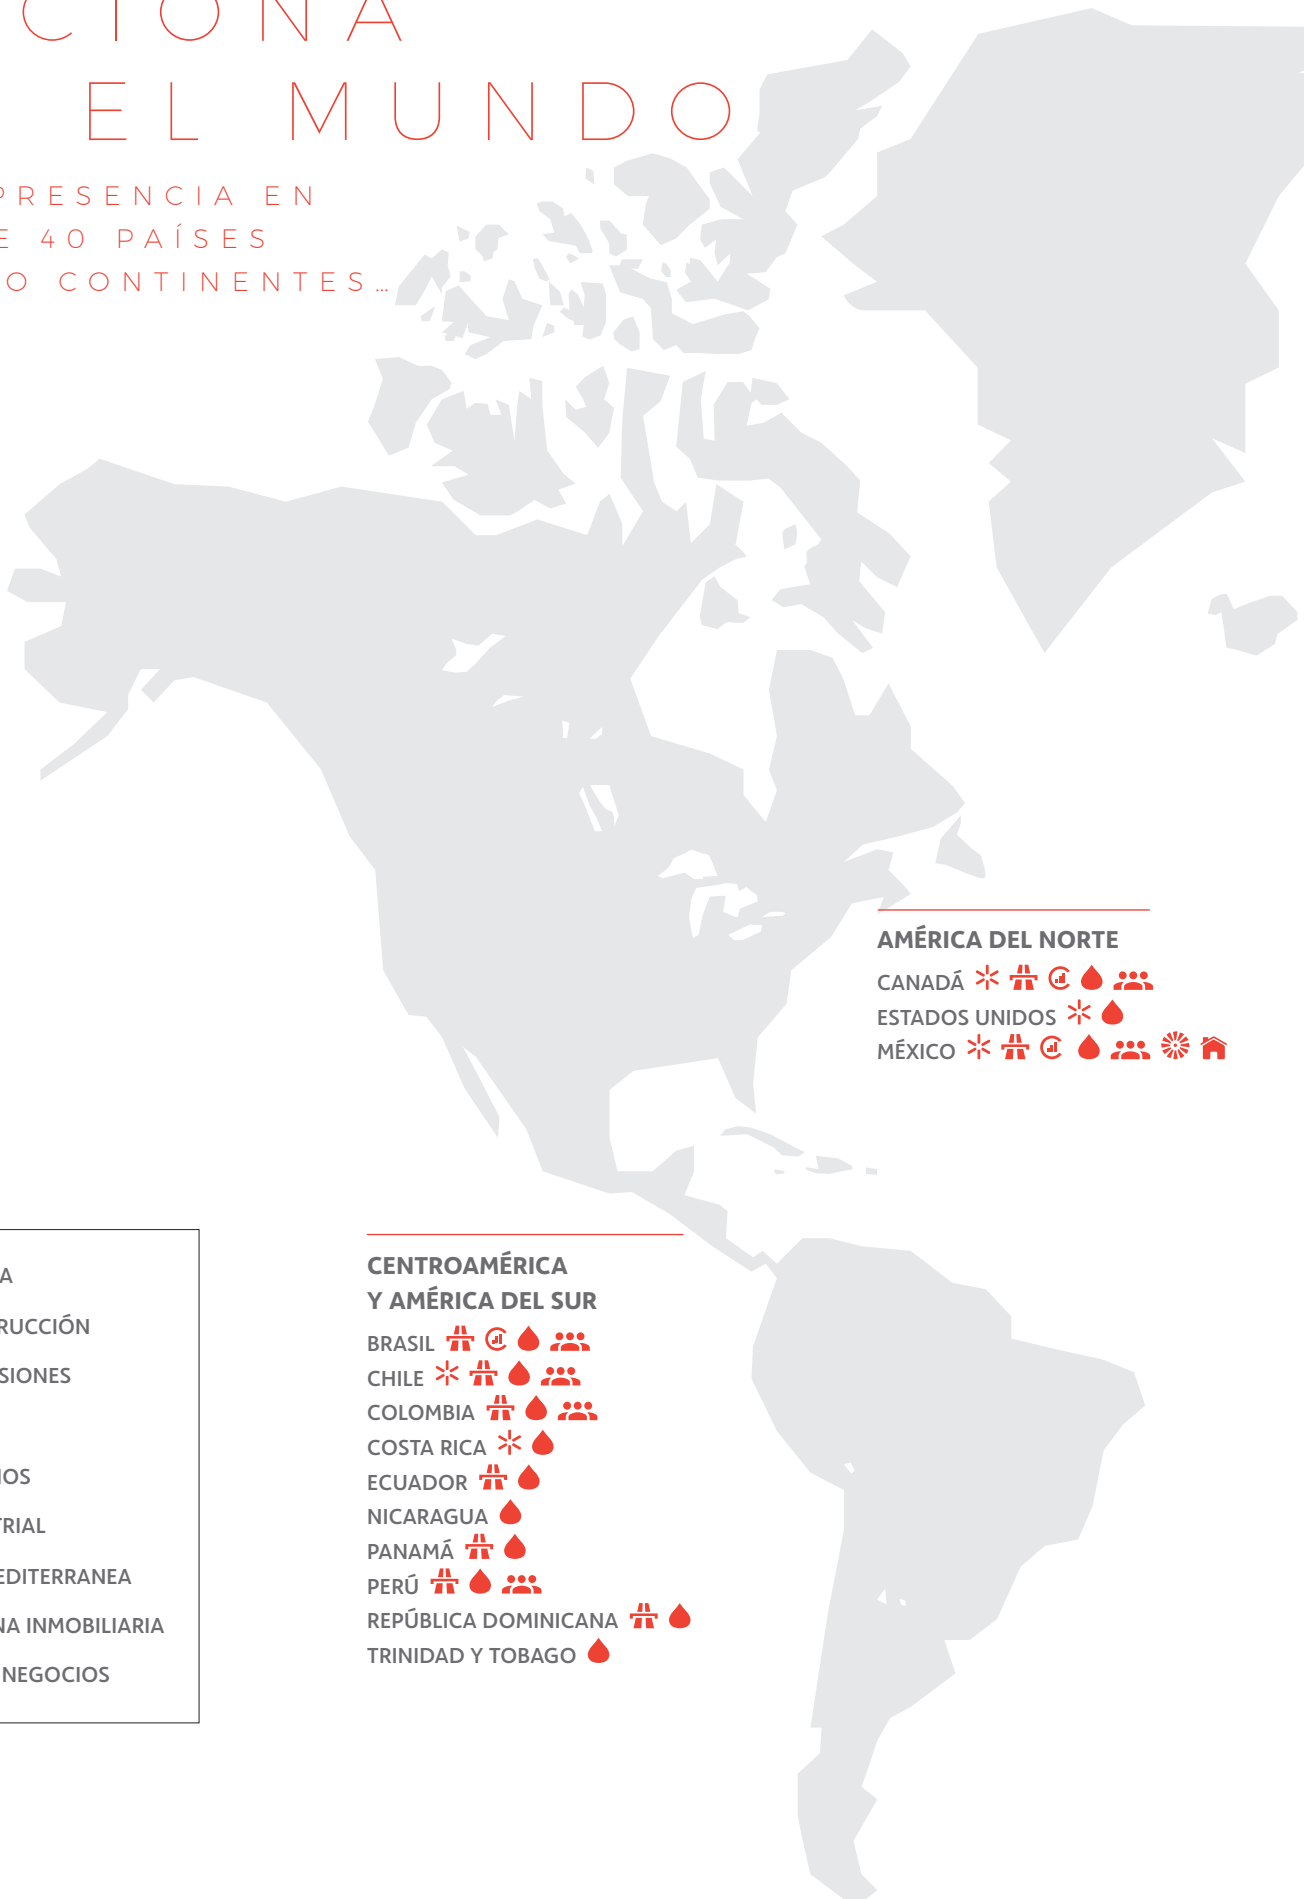 CIONA
EL MUNDO
PRESENCIA EN
E 40 PAÍSES
O CONTINENTES…
AMÉRICA DEL NORTE
CANADÁ
ESTADOS UNIDOS
MÉXICO
A
RUCCIÓN
SIONES
IOS
TRIAL
EDITERRANEA
NA INMOBILIARIA
NEGOCIOS
CENTROAMÉRICA
Y AMÉRICA DEL SUR
BRASIL
CHILE
COLOMBIA
COSTA RICA
ECUADOR
NICARAGUA
PANAMÁ
PERÚ
REPÚBLICA DOMINICANA
TRINIDAD Y TOBAGO